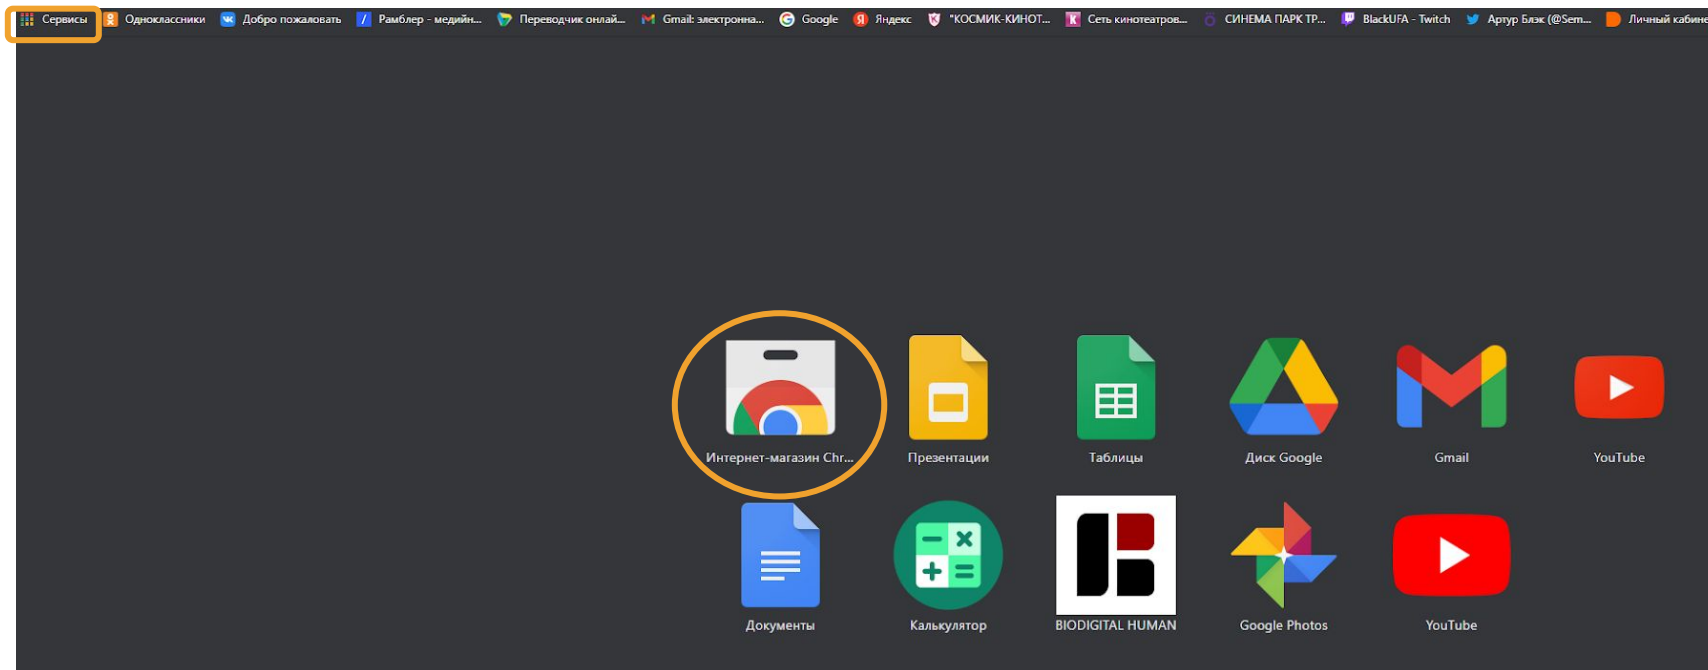 Сервисы Одноклассники Добро пожаловать Рамблер - медийн... Переводчик онлай... Gmail: электронна... Google Яндекс "КОСМИК-КИНОТ... Сеть кинотеатров... СИНЕМА ПАРК ТР... BlackUFA - Twitch Артур Блэк (@Sem... Личный кабине
Интернет-магазин Chr... Презентации Таблицы Диск Google Gmail YouTube
Документы Калькулятор BIODIGITAL HUMAN Google Photos YouTube